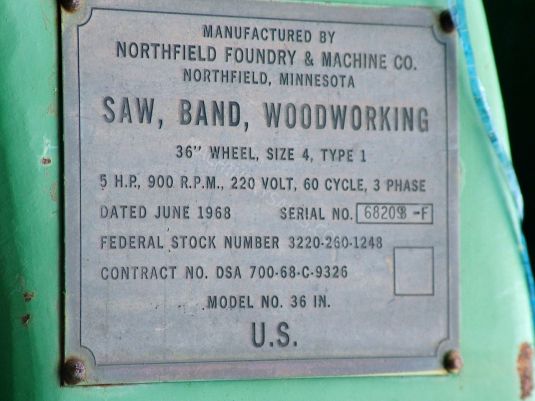 MANUFACTURED BY
NORTHFIELD FOUNDRY & MACHINE CO.
NORTHFIELD, MINNESOTA
SAW, BAND, WOODWORKING
36" WHEEL, SIZE 4, TYPE 1
5 H.P., 900 R.P.M., 220 VOLT, 60 CYCLE, 3 PHASE
DATED JUNE 1968 SERIAL NO. 682098-F
FEDERAL STOCK NUMBER 3220-260-1248
CONTRACT NO. DSA 700-68-C-9326
MODEL NO. 36 IN.
U.S.